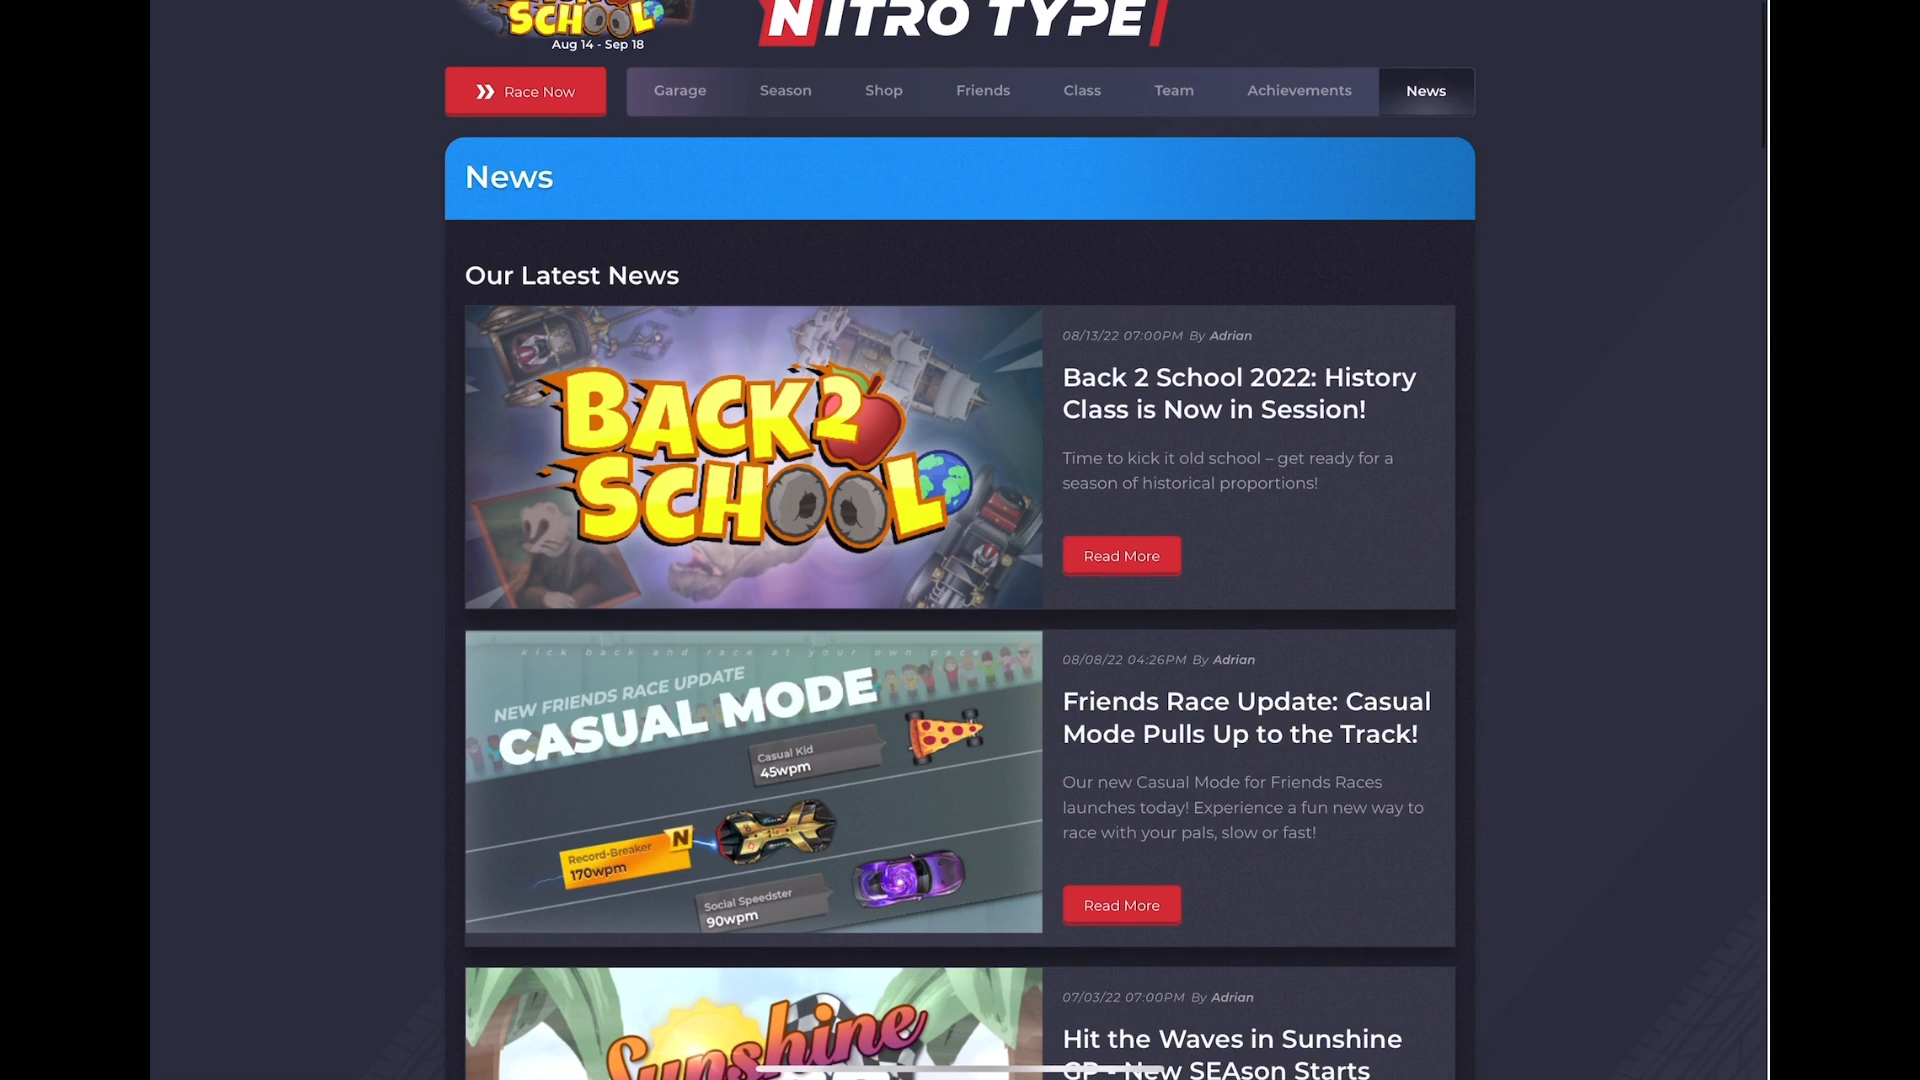 SCHOOL
Aug 14 - Sep 18
NITRO TYPE
Race Now
Garage
Season
Shop
Friends
Class
Team
Achievements
News
News
Our Latest News
BACK 2
SCHOOL
08/13/22 07:00PM By Adrian
Back 2 School 2022: History
Class is Now in Session!
Time to kick it old school – get ready for a
season of historical proportions!
Read More
kick back and race at your own pace
NEW FRIENDS RACE UPDATE
CASUAL MODE
Casual Kid
45wpm
Record-Breaker N
170wpm
Social Speedster
90wpm
08/08/22 04:26PM By Adrian
Friends Race Update: Casual
Mode Pulls Up to the Track!
Our new Casual Mode for Friends Races
launches today! Experience a fun new way to
race with your pals, slow or fast!
Read More
Sunshine
07/03/22 07:00PM By Adrian
Hit the Waves in Sunshine
GP - New SEAson Starts